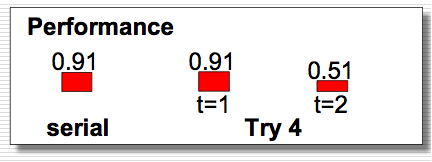 Performance
0.91 0.91 0.51
t=1 t=2
serial Try 4